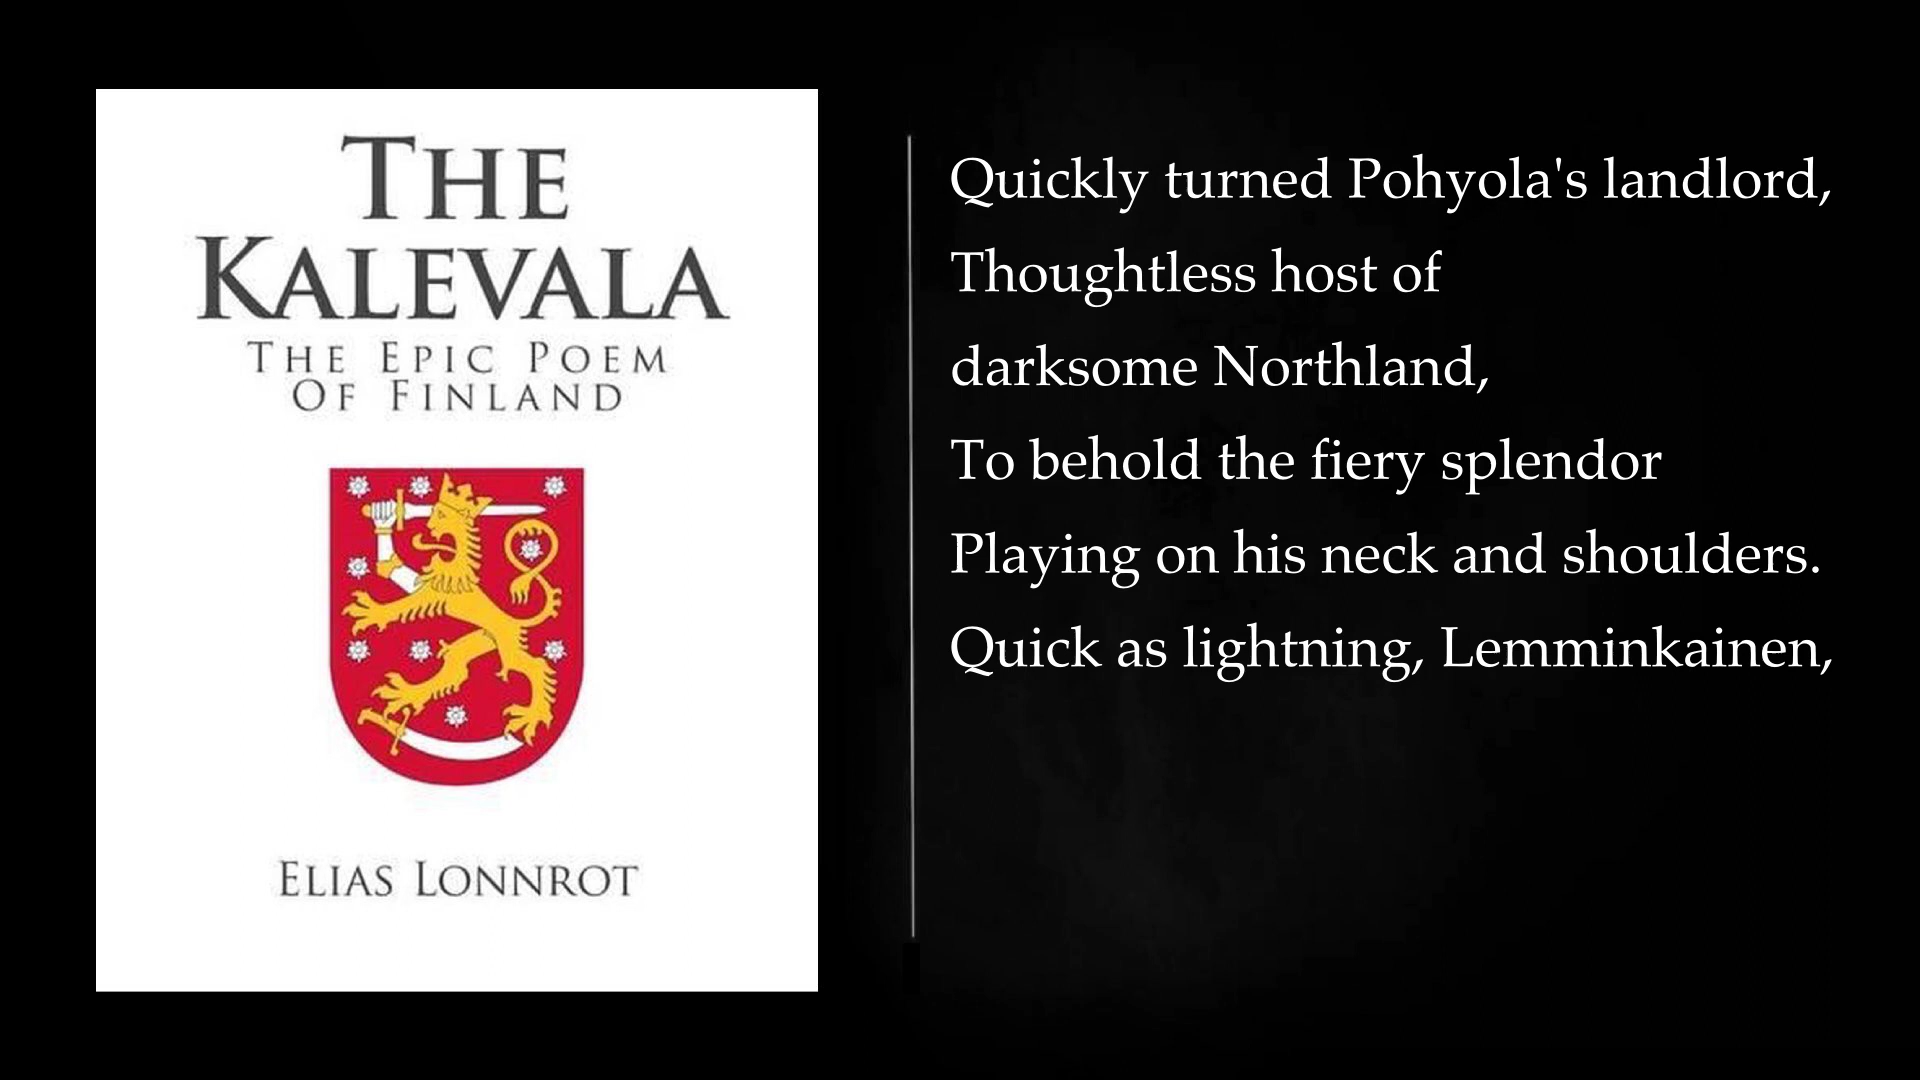 THE
KALEVALA
THE EPIC POEM
OF FINLAND
ELIAS LONNROT
Quickly turned Pohyola's landlord,
Thoughtless host of
darksome Northland,
To behold the fiery splendor
Playing on his neck and shoulders.
Quick as lightning, Lemminkainen,